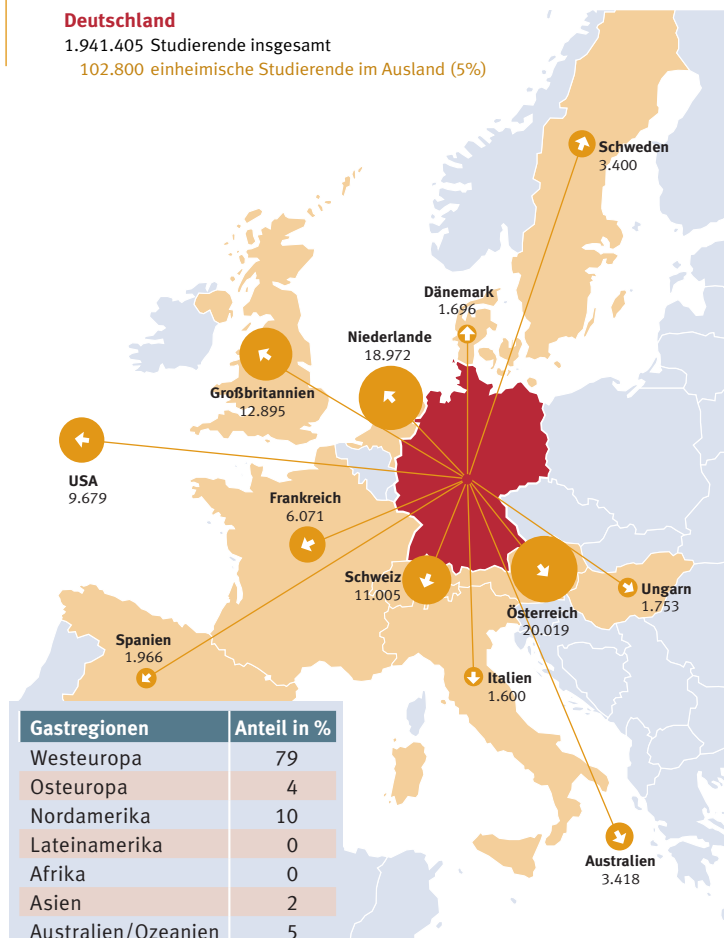 Deutschland
1.941.405 Studierende insgesamt
102.800 einheimische Studierende im Ausland (5%)
Schweden
3.400
Dänemark
1.696
Niederlande
18.972
Großbritannien
12.895
USA
9.679
Frankreich
6.071
Schweiz
11.005
Österreich
20.019
Ungarn
1.753
Spanien
1.966
Italien
1.600
Australien
3.418
Gastregionen Anteil in %
Westeuropa 79
Osteuropa 4
Nordamerika 10
Lateinamerika 0
Afrika 0
Asien 2
Australien/Ozeanien 5